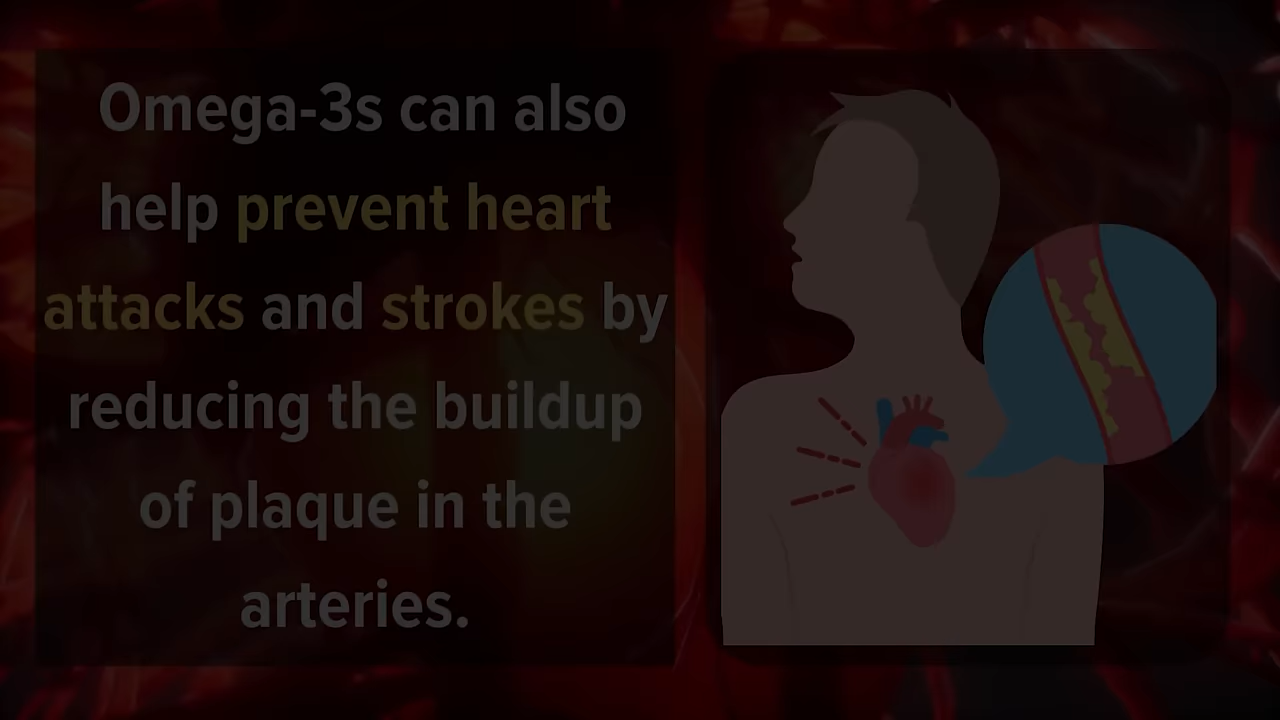 Omega-3s can also
help prevent heart
attacks and strokes by
reducing the buildup
of plaque in the
arteries.